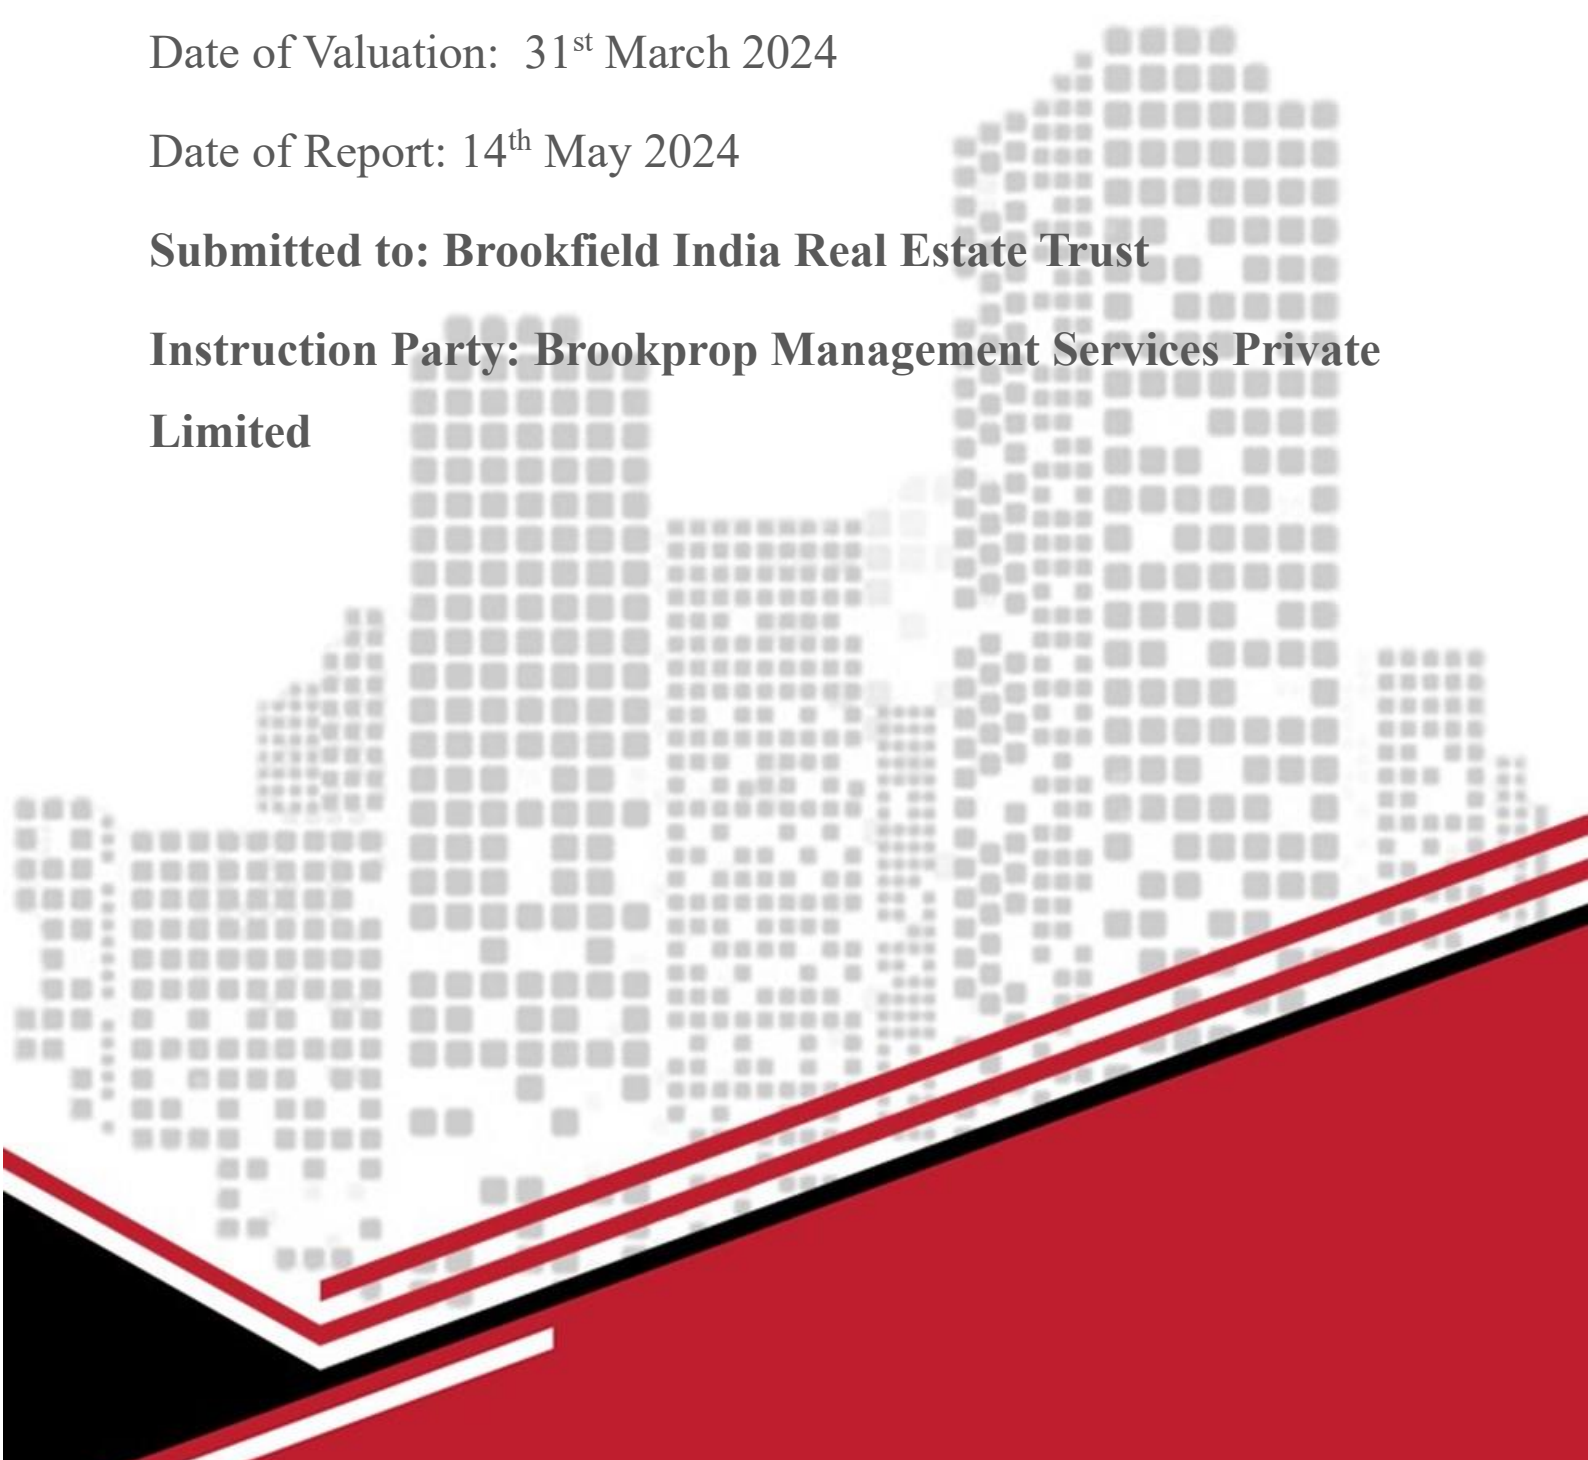 Date of Valuation: 31st March 2024
Date of Report: 14th May 2024
Submitted to: Brookfield India Real Estate Trust
Instruction Party: Brookprop Management Services Private
Limited